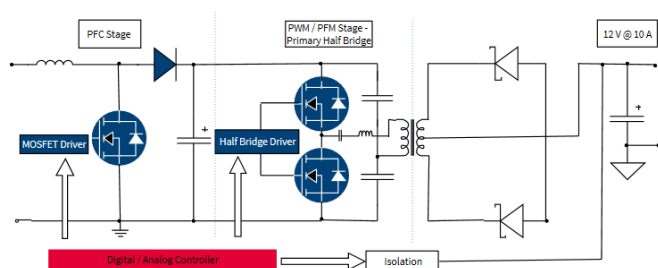 PFC Stage
PWM / PFM Stage -
Primary Half Bridge
12 V @ 10 A
+
+
MOSFET Driver
Half Bridge Driver
Digital / Analog Controller
Isolation